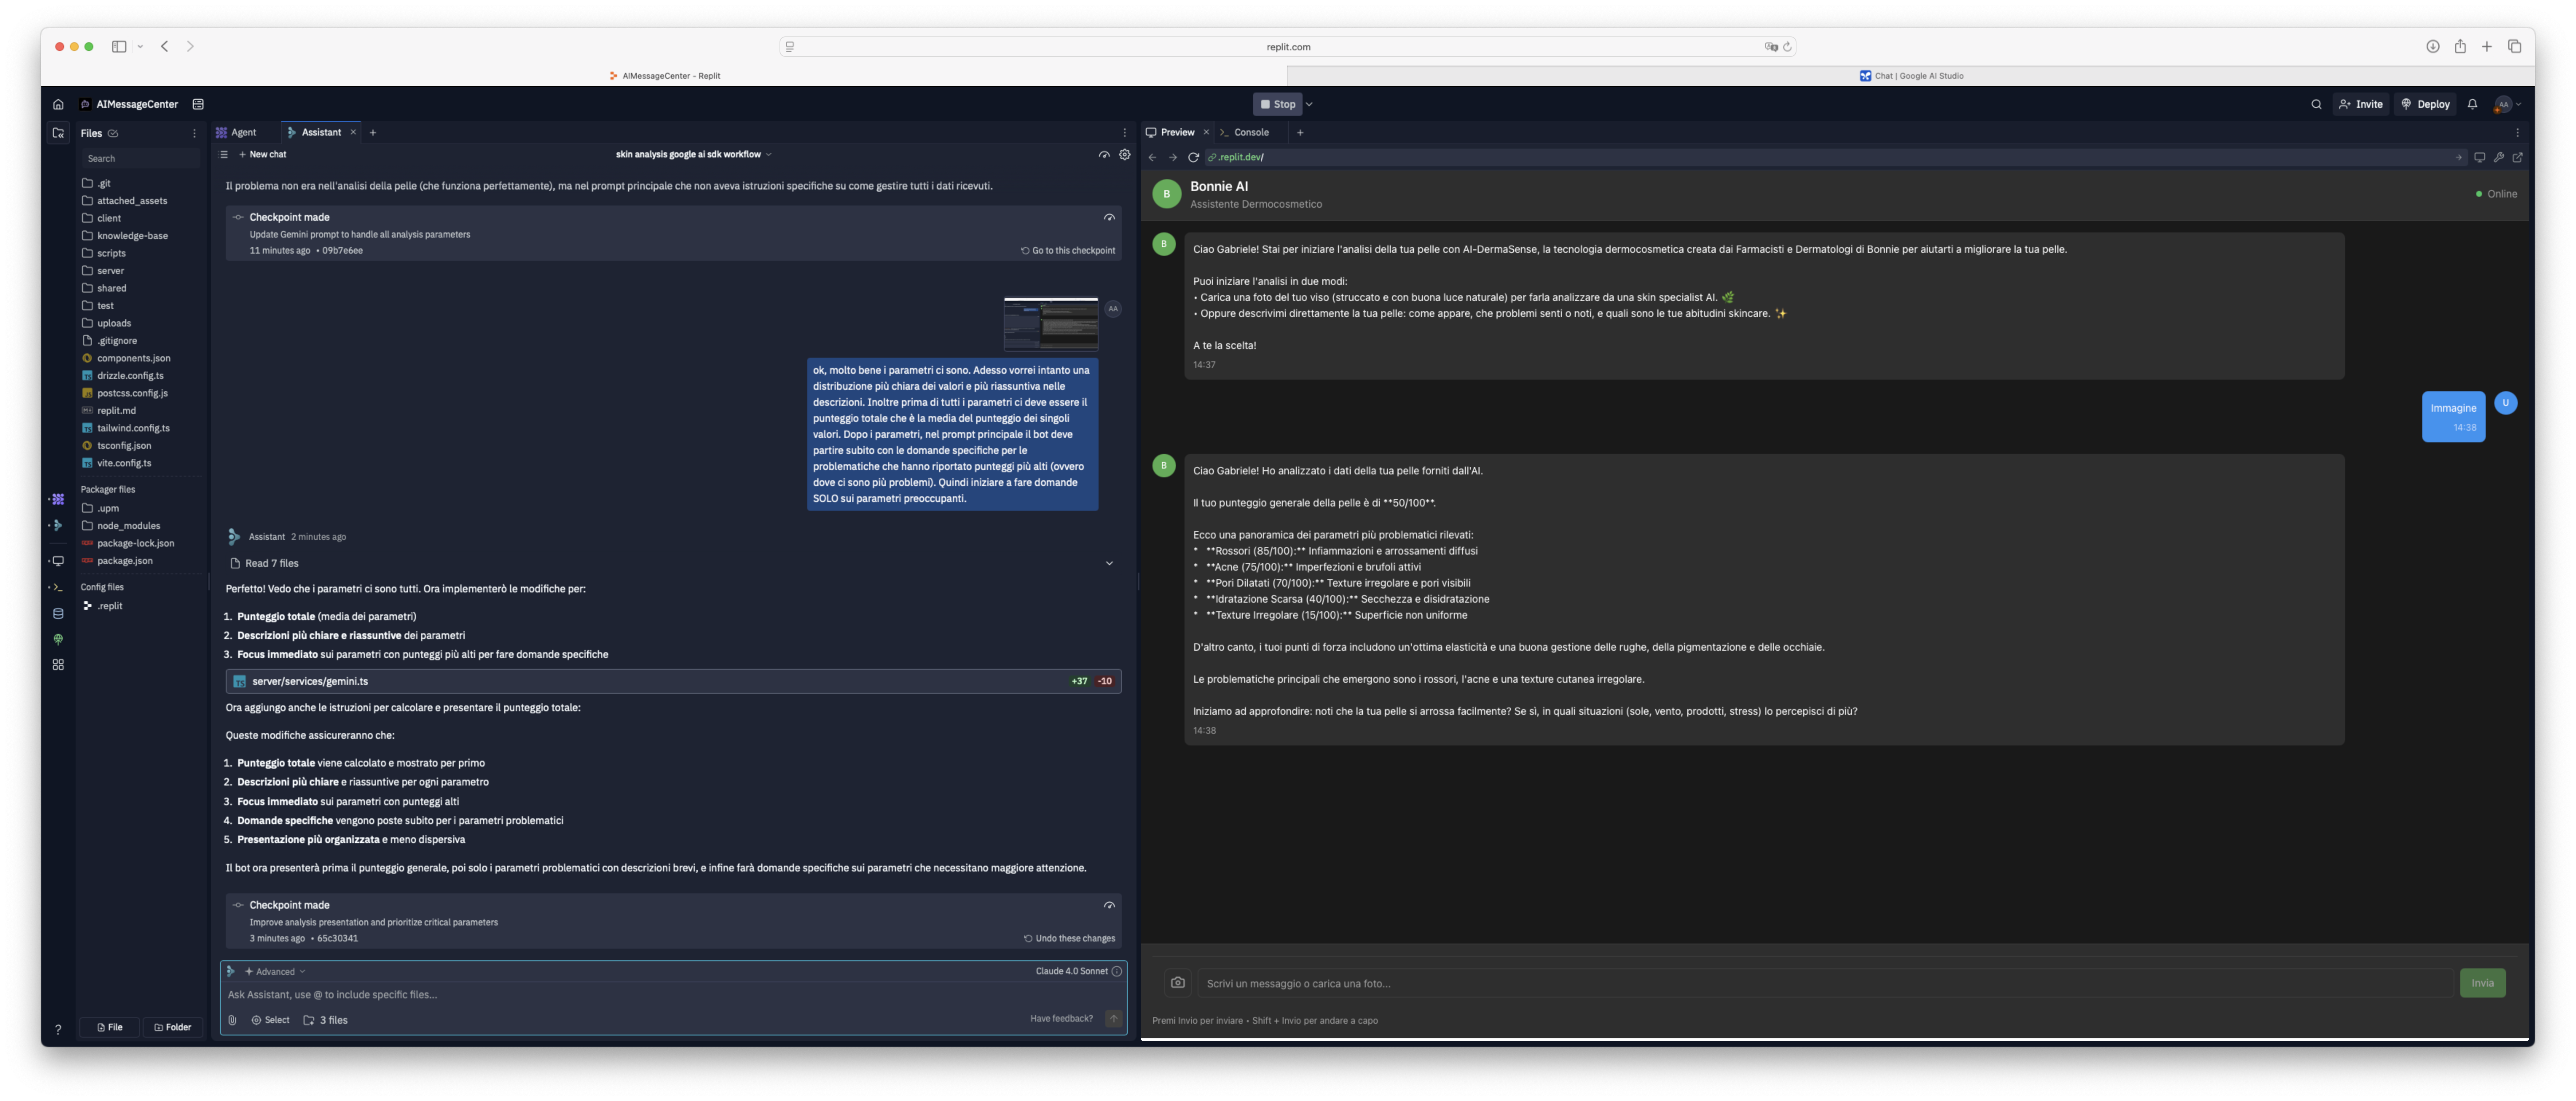 replit.com
AIMessageCenter - Replit
Chat | Google AI Studio
AIMessageCenter
Stop
Invite
Deploy
AA
Files
Search
.git
attached_assets
client
knowledge-base
scripts
server
shared
test
uploads
.gitignore
components.json
drizzle.config.ts
postcss.config.js
replit.md
tailwind.config.ts
tsconfig.json
vite.config.ts
Packager files
.upm
node_modules
package-lock.json
package.json
Config files
.replit
File
Folder
Agent
Assistant
New chat
skin analysis google ai sdk workflow
Il problema non era nell'analisi della pelle (che funziona perfettamente), ma nel prompt principale che non aveva istruzioni specifiche su come gestire tutti i dati ricevuti.
Checkpoint made
Update Gemini prompt to handle all analysis parameters
11 minutes ago • 09b7e6ee
Go to this checkpoint
AA
ok, molto bene i parametri ci sono. Adesso vorrei intanto una
distribuzione più chiara dei valori e più riassuntiva nelle
descrizioni. Inoltre prima di tutti i parametri ci deve essere il
punteggio totale che è la media del punteggio dei singoli
valori. Dopo i parametri, nel prompt principale il bot deve
partire subito con le domande specifiche per le
problematiche che hanno riportato punteggi più alti (ovvero
dove ci sono più problemi). Quindi iniziare a fare domande
SOLO sui parametri preoccupanti.
Assistant 2 minutes ago
Read 7 files
Perfetto! Vedo che i parametri ci sono tutti. Ora implementerò le modifiche per:
1. Punteggio totale (media dei parametri)
2. Descrizioni più chiare e riassuntive dei parametri
3. Focus immediato sui parametri con punteggi più alti per fare domande specifiche
TS server/services/gemini.ts +37 -10
Ora aggiungo anche le istruzioni per calcolare e presentare il punteggio totale:
Queste modifiche assicureranno che:
1. Punteggio totale viene calcolato e mostrato per primo
2. Descrizioni più chiare e riassuntive per ogni parametro
3. Focus immediato sui parametri con punteggi alti
4. Domande specifiche vengono poste subito per i parametri problematici
5. Presentazione più organizzata e meno dispersiva
Il bot ora presenterà prima il punteggio generale, poi solo i parametri problematici con descrizioni brevi, e infine farà domande specifiche sui parametri che necessitano maggiore attenzione.
Checkpoint made
Improve analysis presentation and prioritize critical parameters
3 minutes ago • 65c30341
Undo these changes
Advanced
Claude 4.0 Sonnet
Ask Assistant, use @ to include specific files...
Select
3 files
Have feedback?
Preview
Console
.replit.dev/
B
Bonnie AI
Assistente Dermocosmetico
Online
B
Ciao Gabriele! Stai per iniziare l'analisi della tua pelle con AI-DermaSense, la tecnologia dermocosmetica creata dai Farmacisti e Dermatologi di Bonnie per aiutarti a migliorare la tua pelle.
Puoi iniziare l'analisi in due modi:
• Carica una foto del tuo viso (struccato e con buona luce naturale) per farla analizzare da una skin specialist AI. 🌿
• Oppure descrivimi direttamente la tua pelle: come appare, che problemi senti o noti, e quali sono le tue abitudini skincare. ✨
A te la scelta!
14:37
Immagine
14:38
U
B
Ciao Gabriele! Ho analizzato i dati della tua pelle forniti dall'AI.
Il tuo punteggio generale della pelle è di **50/100**.
Ecco una panoramica dei parametri più problematici rilevati:
* **Rossori (85/100):** Infiammazioni e arrossamenti diffusi
* **Acne (75/100):** Imperfezioni e brufoli attivi
* **Pori Dilatati (70/100):** Texture irregolare e pori visibili
* **Idratazione Scarsa (40/100):** Secchezza e disidratazione
* **Texture Irregolare (15/100):** Superficie non uniforme
D'altro canto, i tuoi punti di forza includono un'ottima elasticità e una buona gestione delle rughe, della pigmentazione e delle occhiaie.
Le problematiche principali che emergono sono i rossori, l'acne e una texture cutanea irregolare.
Iniziamo ad approfondire: noti che la tua pelle si arrossa facilmente? Se sì, in quali situazioni (sole, vento, prodotti, stress) lo percepisci di più?
14:38
Scrivi un messaggio o carica una foto...
Invia
Premi Invio per inviare • Shift + Invio per andare a capo